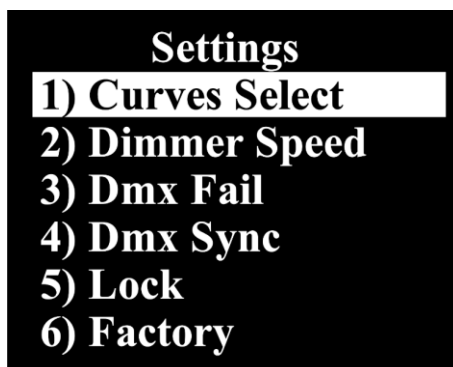 Settings
1) Curves Select
2) Dimmer Speed
3) Dmx Fail
4) Dmx Sync
5) Lock
6) Factory